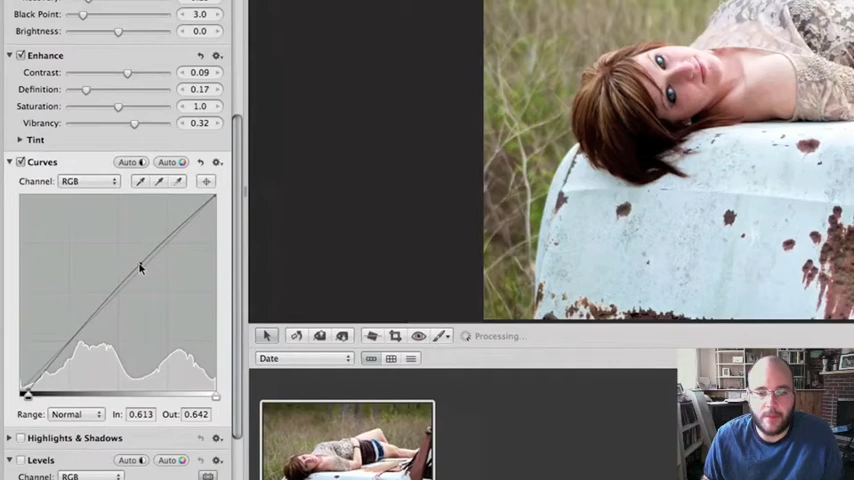 Black Point: 3.0
Brightness: 0.0
Enhance
Contrast: 0.09
Definition: 0.17
Saturation: 1.0
Vibrancy: 0.32
Tint
Curves Auto Auto
Channel: RGB
Range: Normal In: 0.613 Out: 0.642
Highlights & Shadows
Levels Auto Auto
Channel: RGB
Processing...
Date